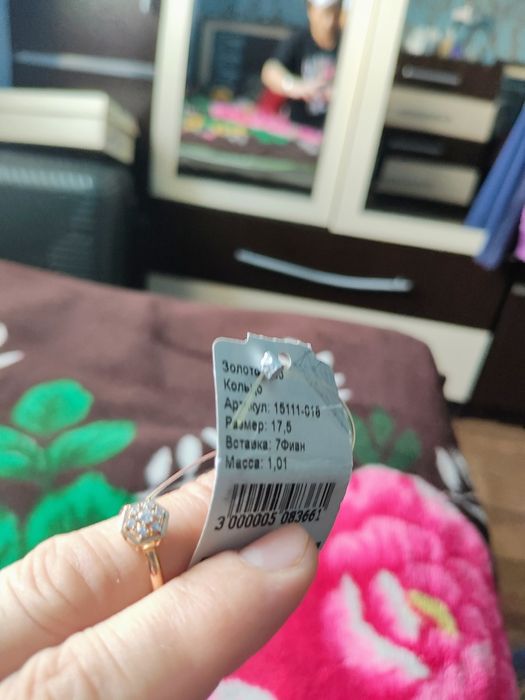 Золото
Кольцо
Артикул: 15111-016
Размер: 17,5
Вставка: 7Фиан
Масса: 1,01
3 000005 083661